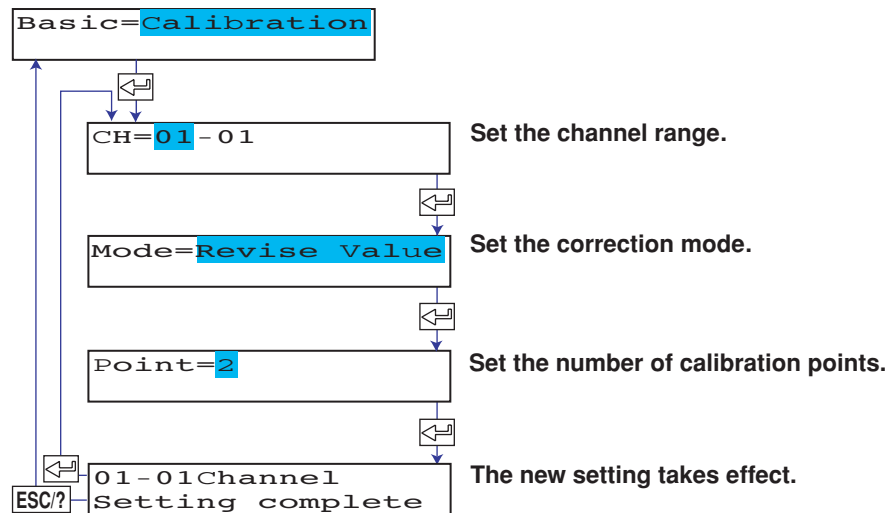 Basic=Calibration
CH=01-01
Set the channel range.
Mode=Revise Value
Set the correction mode.
Point=2
Set the number of calibration points.
01-01Channel
Setting complete
The new setting takes effect.
ESC/?